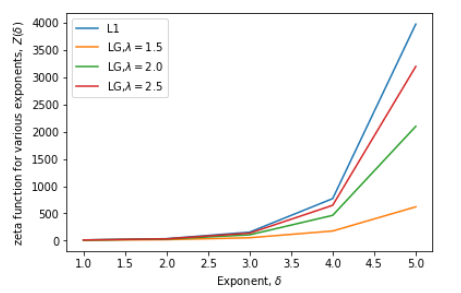 L1
LG,λ = 1.5
LG,λ = 2.0
LG,λ = 2.5
zeta function for various exponents, Z(δ)
4000
3500
3000
2500
2000
1500
1000
500
0
1.0 1.5 2.0 2.5 3.0 3.5 4.0 4.5 5.0
Exponent, δ